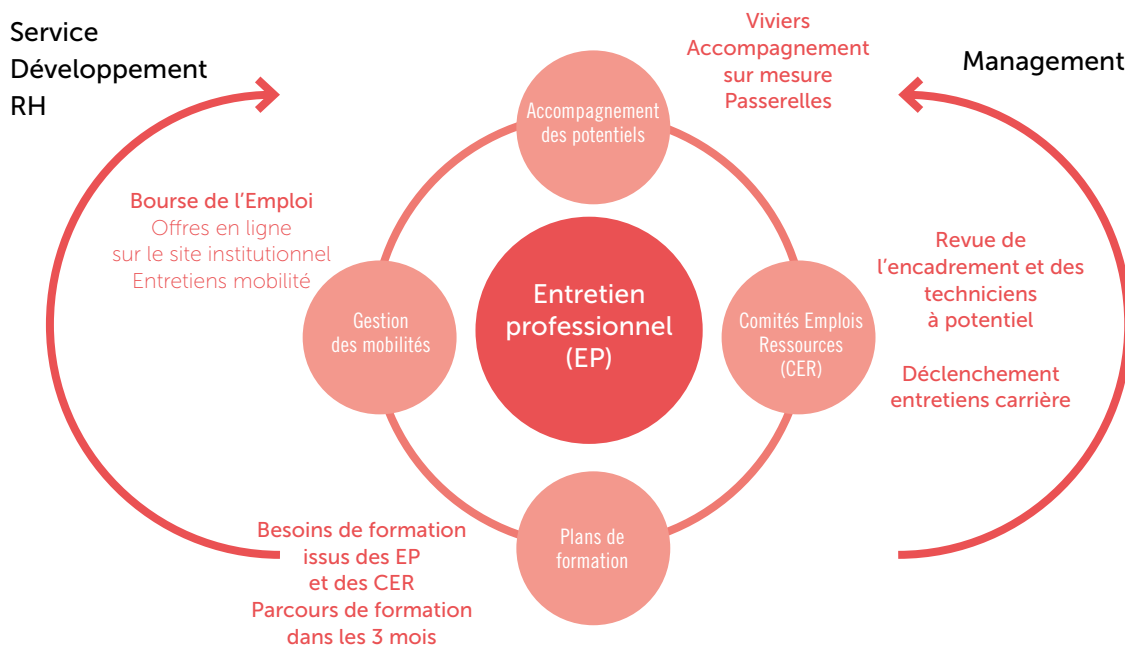 Service
Développement
RH
Viviers
Accompagnement
sur mesure
Passerelles
Management
Accompagnement
des potentiels
Bourse de l'Emploi
Offres en ligne
sur le site institutionnel
Entretiens mobilité
Gestion
des mobilités
Entretien
professionnel
(EP)
Comités Emplois
Ressources
(CER)
Revue de
l'encadrement et des
techniciens
à potentiel
Déclenchement
entretiens carrière
Besoins de formation
issus des EP
et des CER
Parcours de formation
dans les 3 mois
Plans de
formation